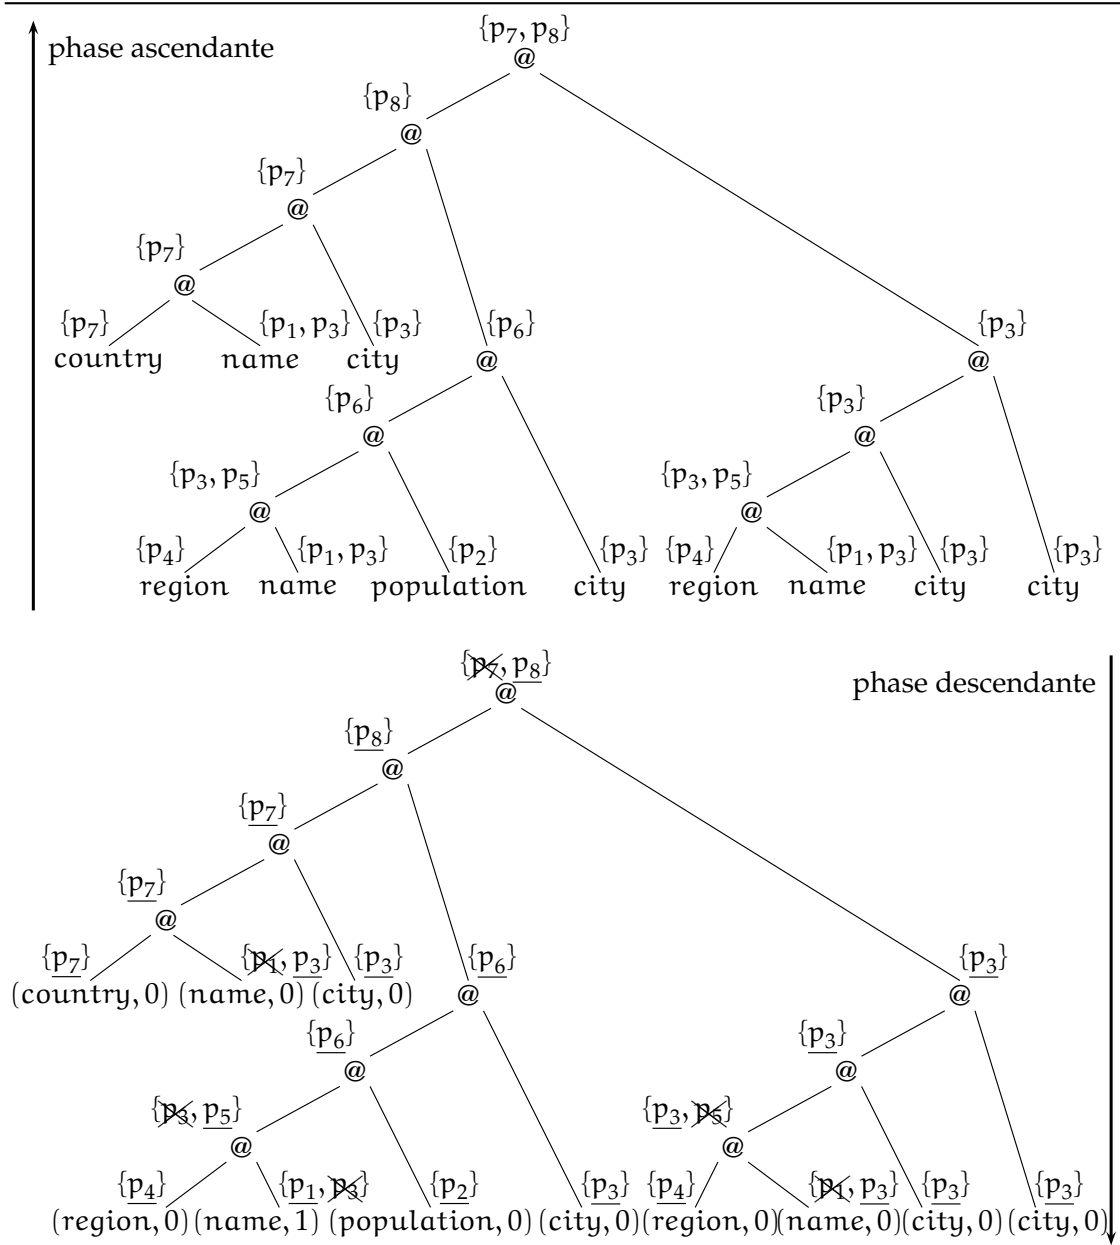 {p₇, p₈}
phase ascendante
@
{p₈}
@
{p₇}
@
{p₇}
@
{p₇} {p₁, p₃} {p₃} {p₆} {p₃}
country name city @ @
{p₆} {p₃}
@ @
{p₃, p₅} {p₃, p₅}
@ @
{p₄} {p₁, p₃} {p₂} {p₃} {p₄} {p₁, p₃} {p₃} {p₃}
region name population city region name city city
{p₇, p₈}
phase descendante
@
{p₈}
@
{p₇}
@
{p₇}
@
{p₇} {p₁, p₃} {p₃} {p₆} {p₃}
(country, 0) (name, 0) (city, 0) @ @
{p₆} {p₃}
@ @
{p₃, p₅} {p₃, p₅}
@ @
{p₄} {p₁, p₃} {p₂} {p₃} {p₄} {p₁, p₃} {p₃} {p₃}
(region, 0) (name, 1) (population, 0) (city, 0) (region, 0) (name, 0) (city, 0) (city, 0)